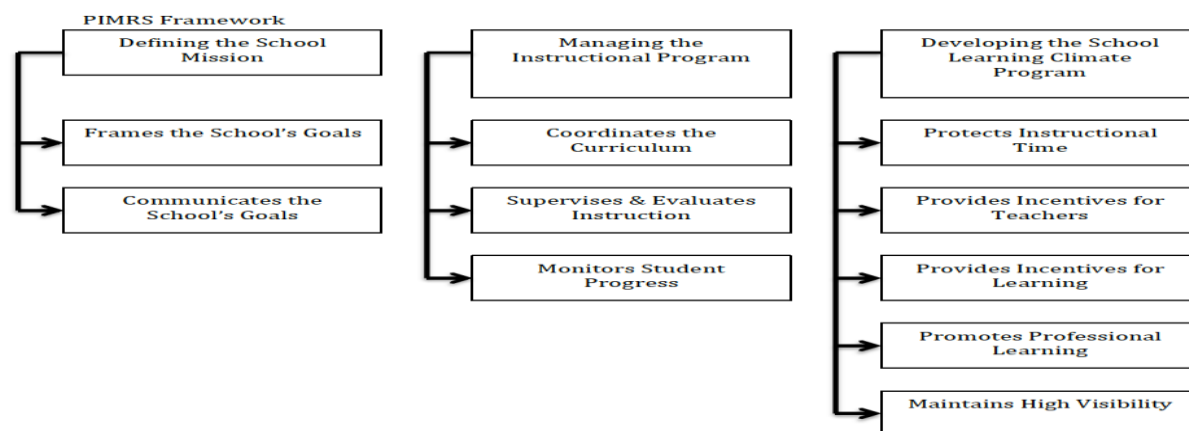 PIMRS Framework
Defining the School
Mission
Frames the School's Goals
Communicates the
School's Goals
Managing the
Instructional Program
Coordinates the
Curriculum
Supervises & Evaluates
Instruction
Monitors Student
Progress
Developing the School
Learning Climate
Program
Protects Instructional
Time
Provides Incentives for
Teachers
Provides Incentives for
Learning
Promotes Professional
Learning
Maintains High Visibility